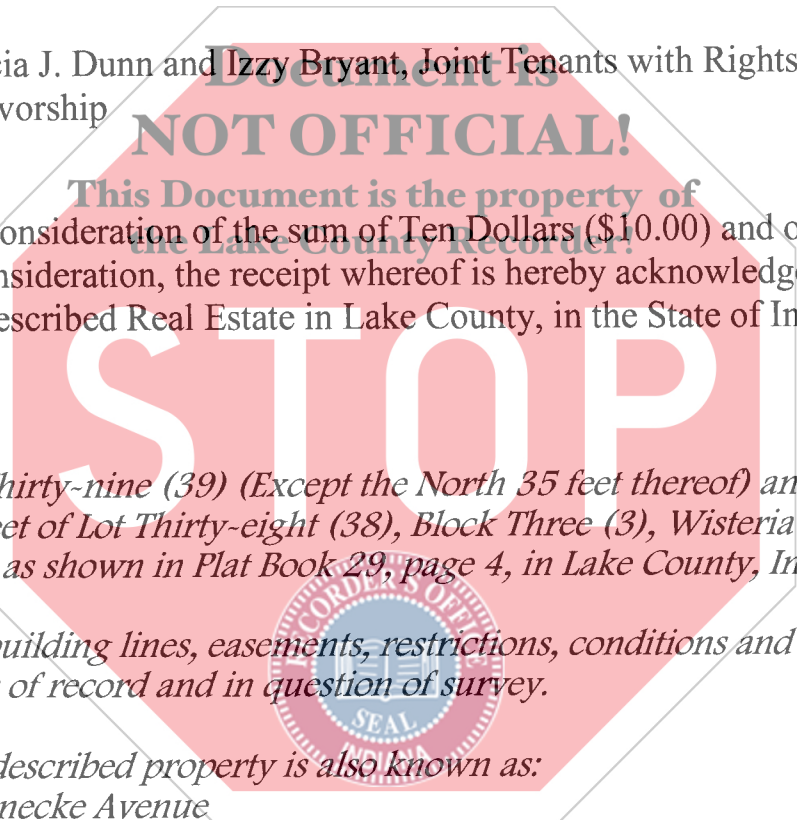 cia J. Dunn and Izzy Bryant, Joint Tenants with Rights
vorship
Document is
NOT OFFICIAL!
This Document is the property of
the Lake County Recorder!
onsideration of the sum of Ten Dollars ($10.00) and o
nsideration, the receipt whereof is hereby acknowledg
escribed Real Estate in Lake County, in the State of In
STOP
hirty-nine (39) (Except the North 35 feet thereof) an
et of Lot Thirty-eight (38), Block Three (3), Wisteria
as shown in Plat Book 29, page 4, in Lake County, In
uilding lines, easements, restrictions, conditions and
of record and in question of survey.
RECORDER'S OFFICE
SEAL
INDIANA
described property is also known as:
necke Avenue